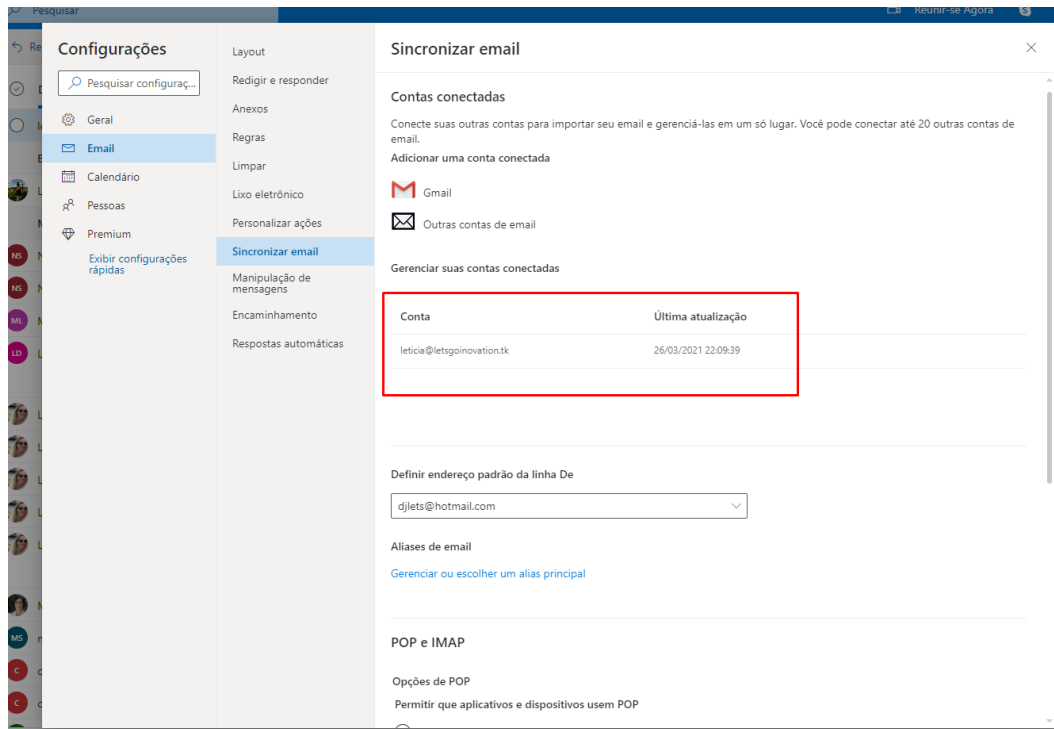 Pesquisar
Reunir-se Agora
Re
Configurações
Pesquisar configuraç...
Geral
Email
Calendário
Pessoas
Premium
Exibir configurações
rápidas
Layout
Redigir e responder
Anexos
Regras
Limpar
Lixo eletrônico
Personalizar ações
Sincronizar email
Manipulação de
mensagens
Encaminhamento
Respostas automáticas
Sincronizar email
Contas conectadas
Conecte suas outras contas para importar seu email e gerenciá-las em um só lugar. Você pode conectar até 20 outras contas de
email.
Adicionar uma conta conectada
Gmail
Outras contas de email
Gerenciar suas contas conectadas
Conta Última atualização
leticia@letsgoinovation.tk 26/03/2021 22:09:39
Definir endereço padrão da linha De
djlets@hotmail.com
Aliases de email
Gerenciar ou escolher um alias principal
POP e IMAP
Opções de POP
Permitir que aplicativos e dispositivos usem POP
NS
NS
ML
LD
MS
C
C